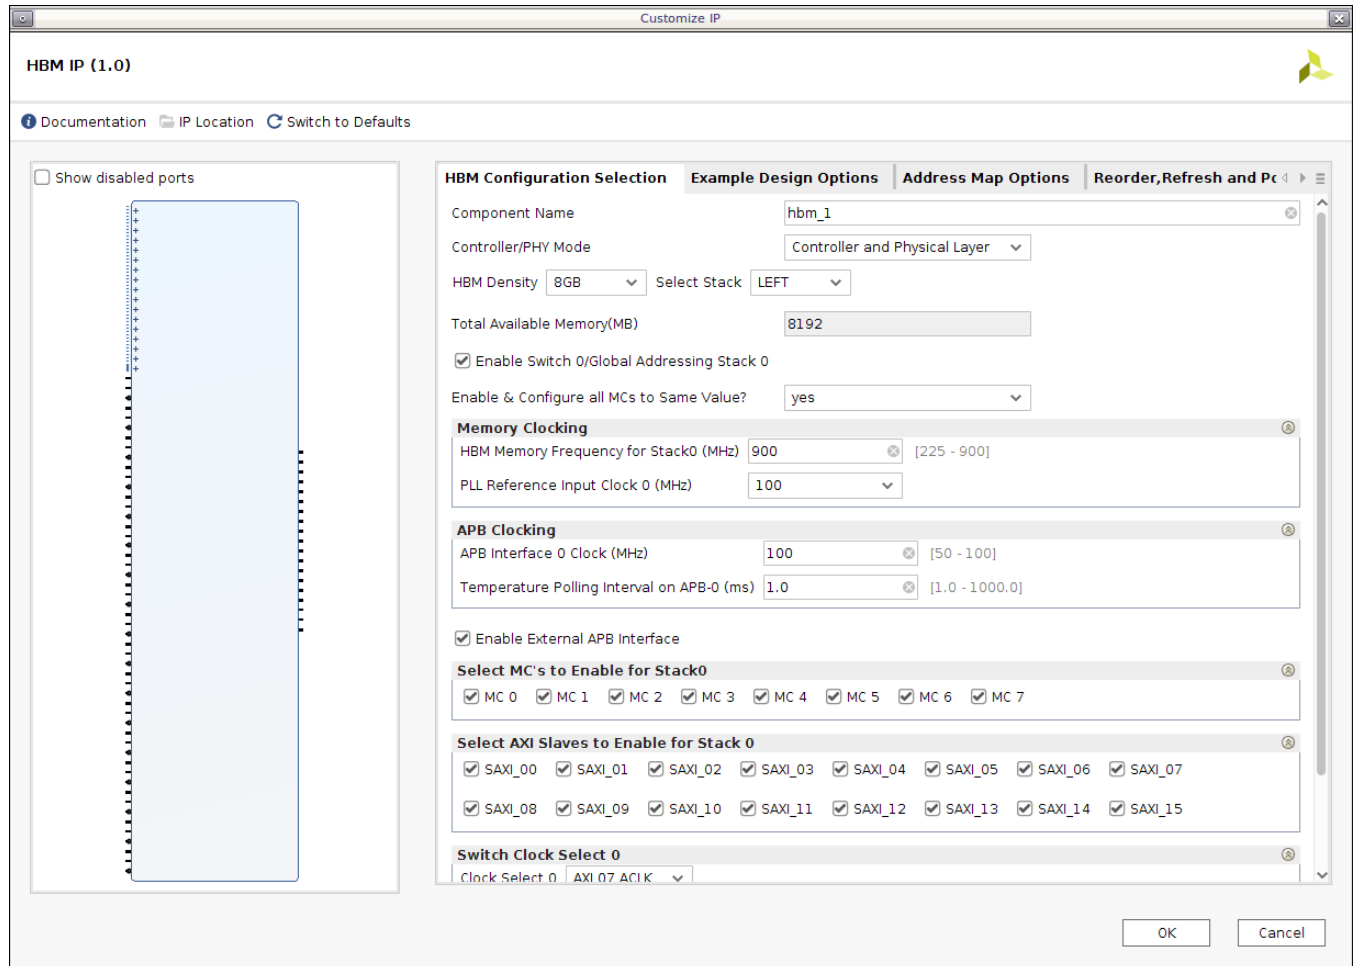 Customize IP
HBM IP (1.0)
Documentation IP Location Switch to Defaults
Show disabled ports
HBM Configuration Selection Example Design Options Address Map Options Reorder,Refresh and Po
Component Name hbm_1
Controller/PHY Mode Controller and Physical Layer
HBM Density 8GB Select Stack LEFT
Total Available Memory(MB) 8192
Enable Switch 0/Global Addressing Stack 0
Enable & Configure all MCs to Same Value? yes
Memory Clocking
HBM Memory Frequency for Stack0 (MHz) 900 [225 - 900]
PLL Reference Input Clock 0 (MHz) 100
APB Clocking
APB Interface 0 Clock (MHz) 100 [50 - 100]
Temperature Polling Interval on APB-0 (ms) 1.0 [1.0 - 1000.0]
Enable External APB Interface
Select MC's to Enable for Stack0
MC 0 MC 1 MC 2 MC 3 MC 4 MC 5 MC 6 MC 7
Select AXI Slaves to Enable for Stack 0
SAXI_00 SAXI_01 SAXI_02 SAXI_03 SAXI_04 SAXI_05 SAXI_06 SAXI_07
SAXI_08 SAXI_09 SAXI_10 SAXI_11 SAXI_12 SAXI_13 SAXI_14 SAXI_15
Switch Clock Select 0
Clock Select 0 AXI 07 ACLK
OK Cancel